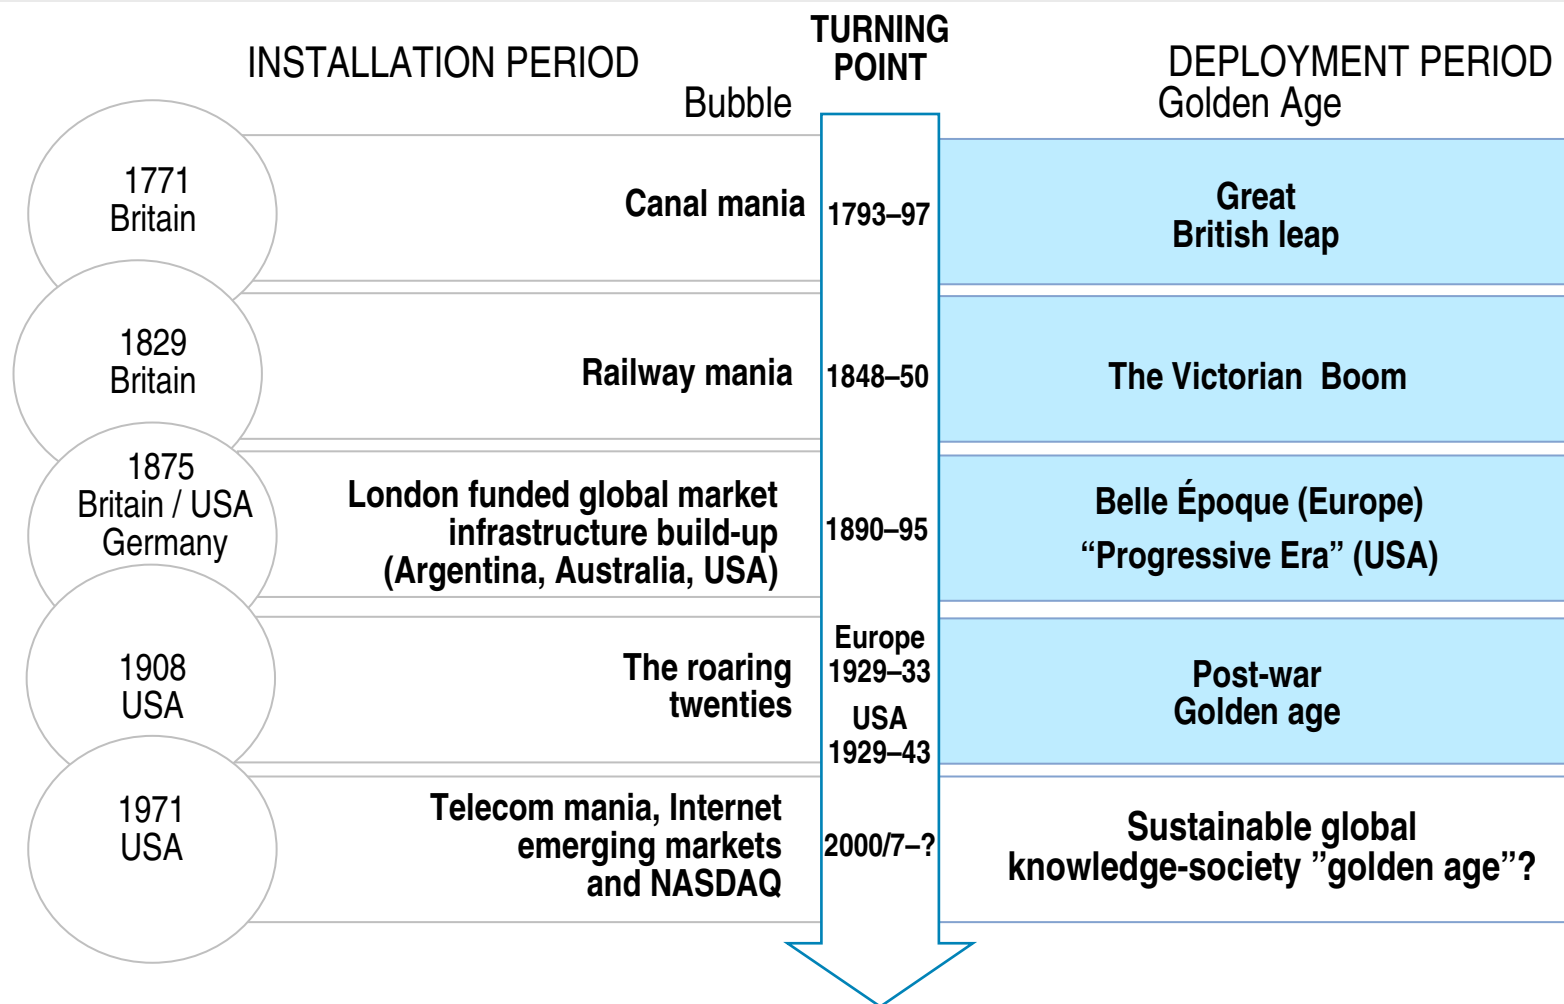 INSTALLATION PERIOD
TURNING
POINT
DEPLOYMENT PERIOD
Bubble
Golden Age
1771
Britain
Canal mania
1793–97
Great
British leap
1829
Britain
Railway mania
1848–50
The Victorian Boom
1875
Britain / USA
Germany
London funded global market
infrastructure build-up
(Argentina, Australia, USA)
1890–95
Belle Époque (Europe)
“Progressive Era” (USA)
1908
USA
The roaring
twenties
Europe
1929–33
USA
1929–43
Post-war
Golden age
1971
USA
Telecom mania, Internet
emerging markets
and NASDAQ
2000/7–?
Sustainable global
knowledge-society ”golden age”?